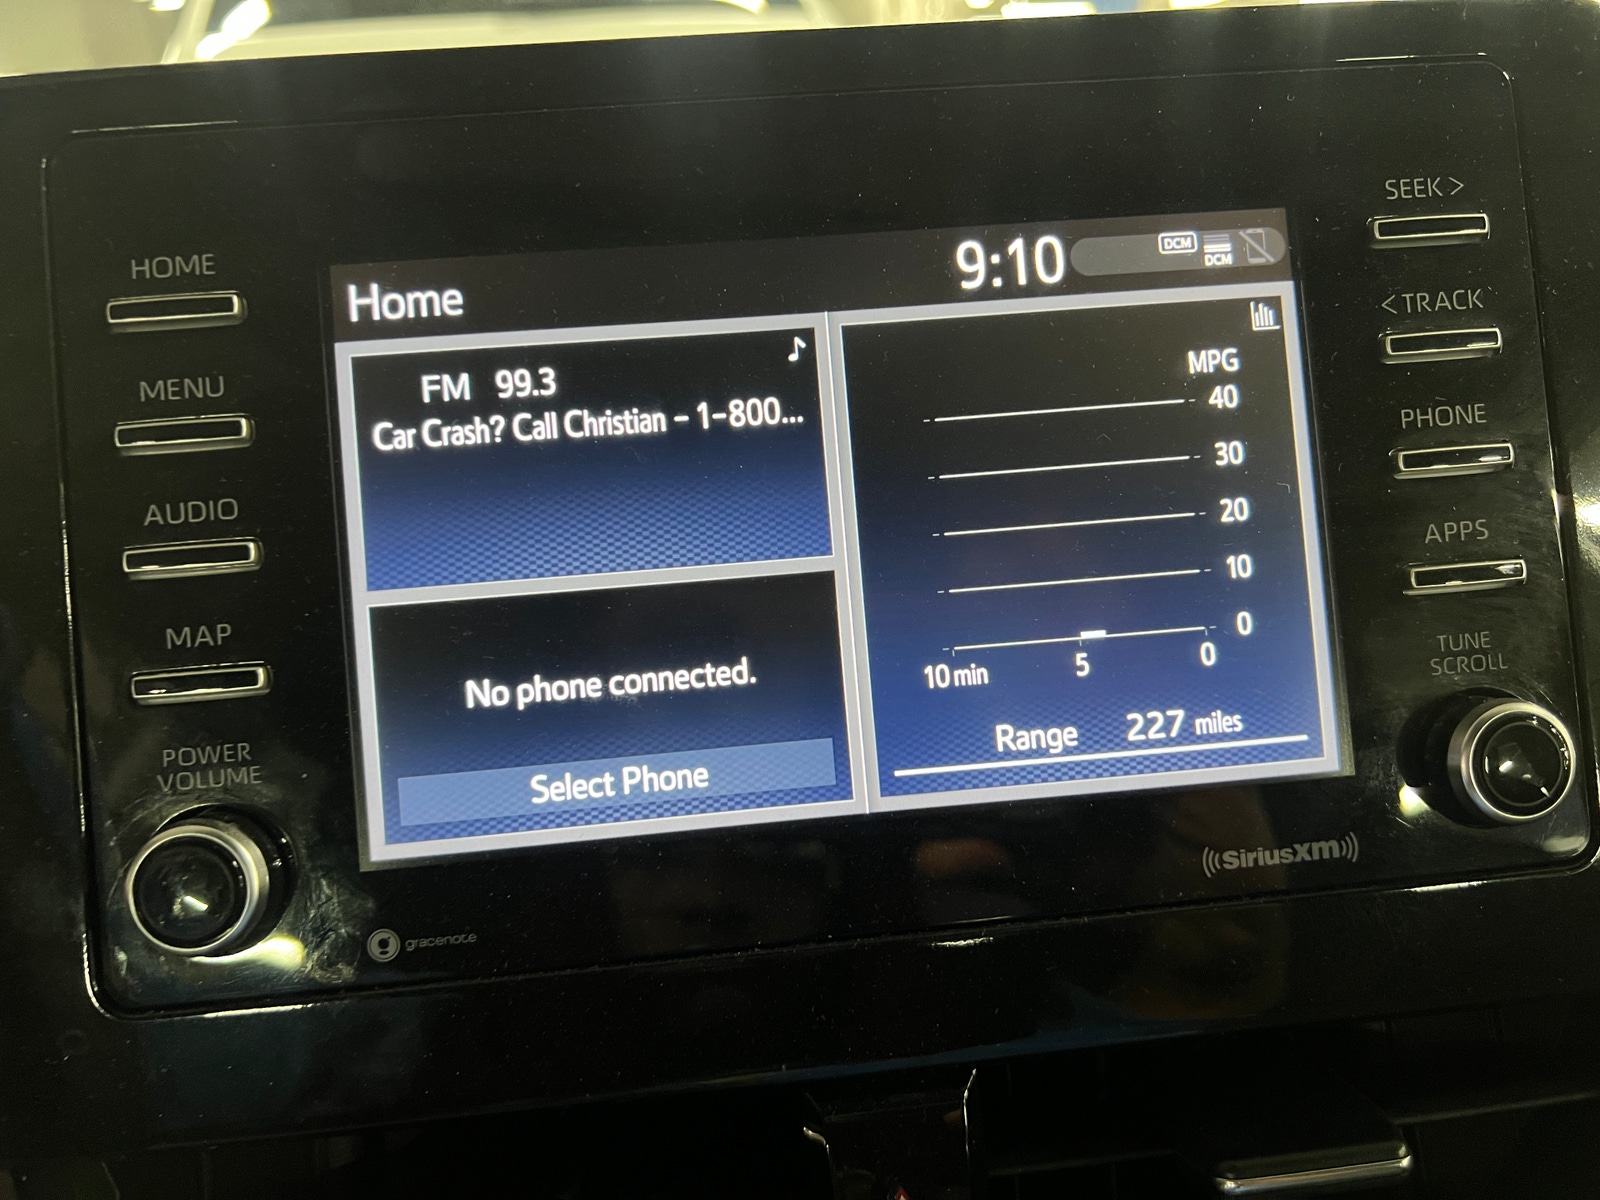 HOME
MENU
AUDIO
MAP
POWER
VOLUME
Home
9:10
DCM
DCM
FM 99.3
Car Crash? Call Christian - 1-800...
No phone connected.
Select Phone
MPG
40
30
20
10
0
10 min 5 0
Range 227 miles
SEEK >
< TRACK
PHONE
APPS
TUNE
SCROLL
gracenote
((SiriusXM))